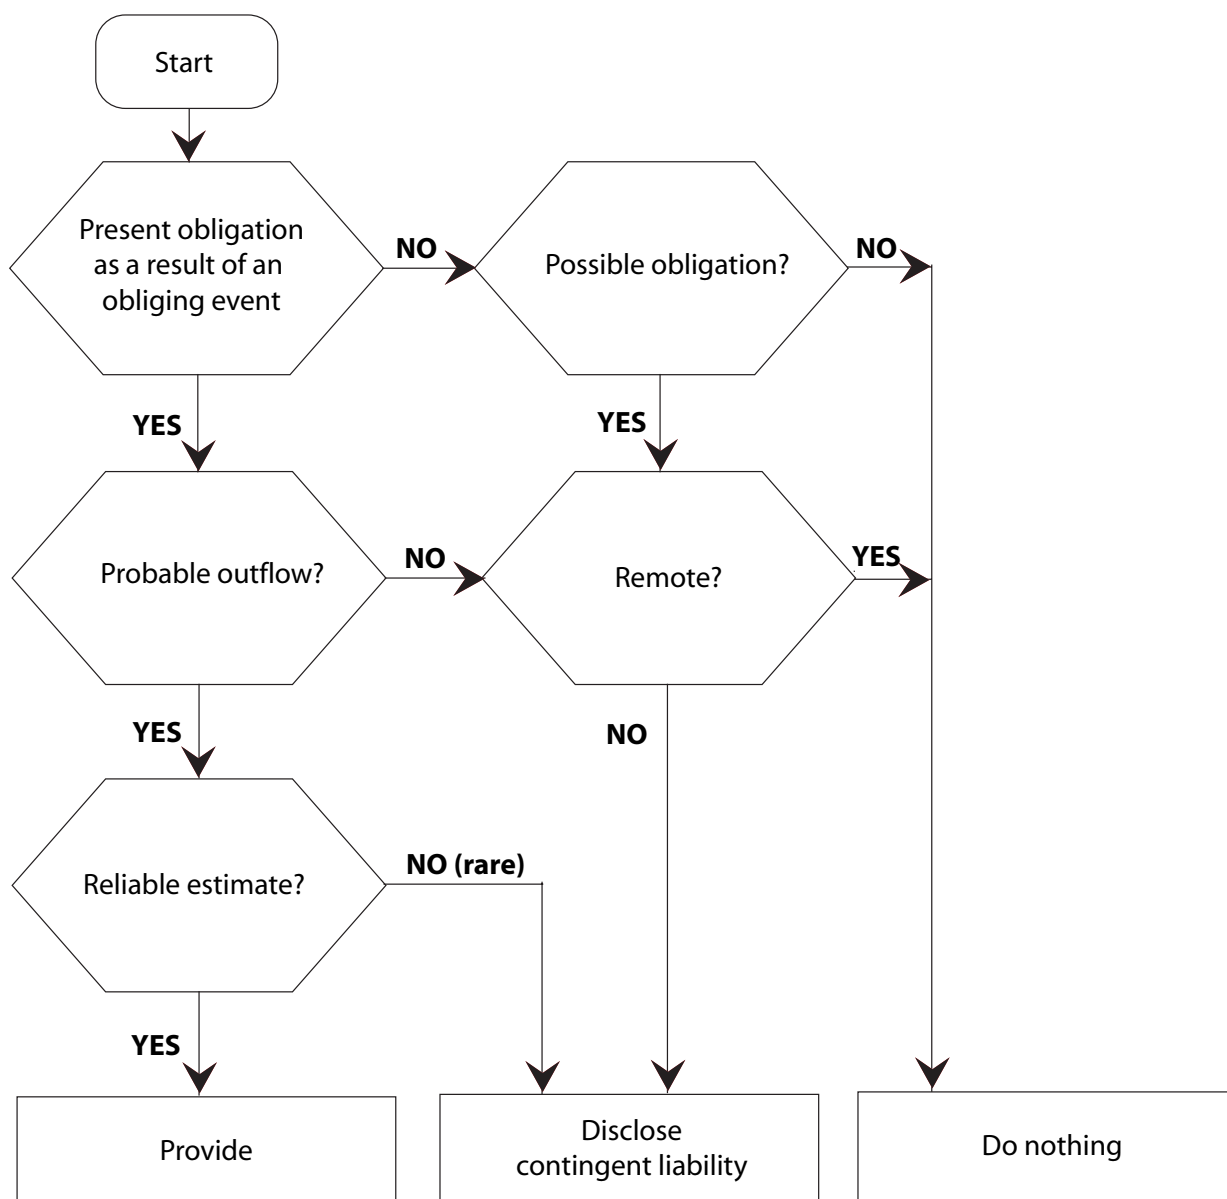 Start
Present obligation
as a result of an
obliging event
NO
Possible obligation?
NO
YES
YES
Probable outflow?
NO
Remote?
YES
YES
NO
Reliable estimate?
NO (rare)
YES
Provide
Disclose
contingent liability
Do nothing